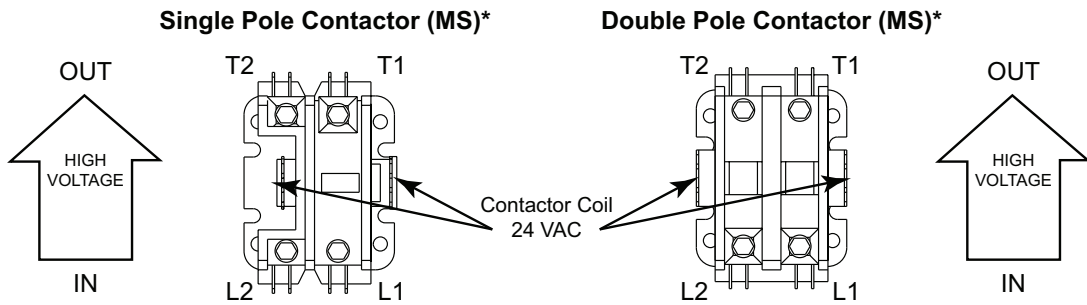 Single Pole Contactor (MS)*
Double Pole Contactor (MS)*
OUT
T2
T1
T2
T1
OUT
HIGH
VOLTAGE
HIGH
VOLTAGE
Contactor Coil
24 VAC
IN
L2
L1
L2
L1
IN